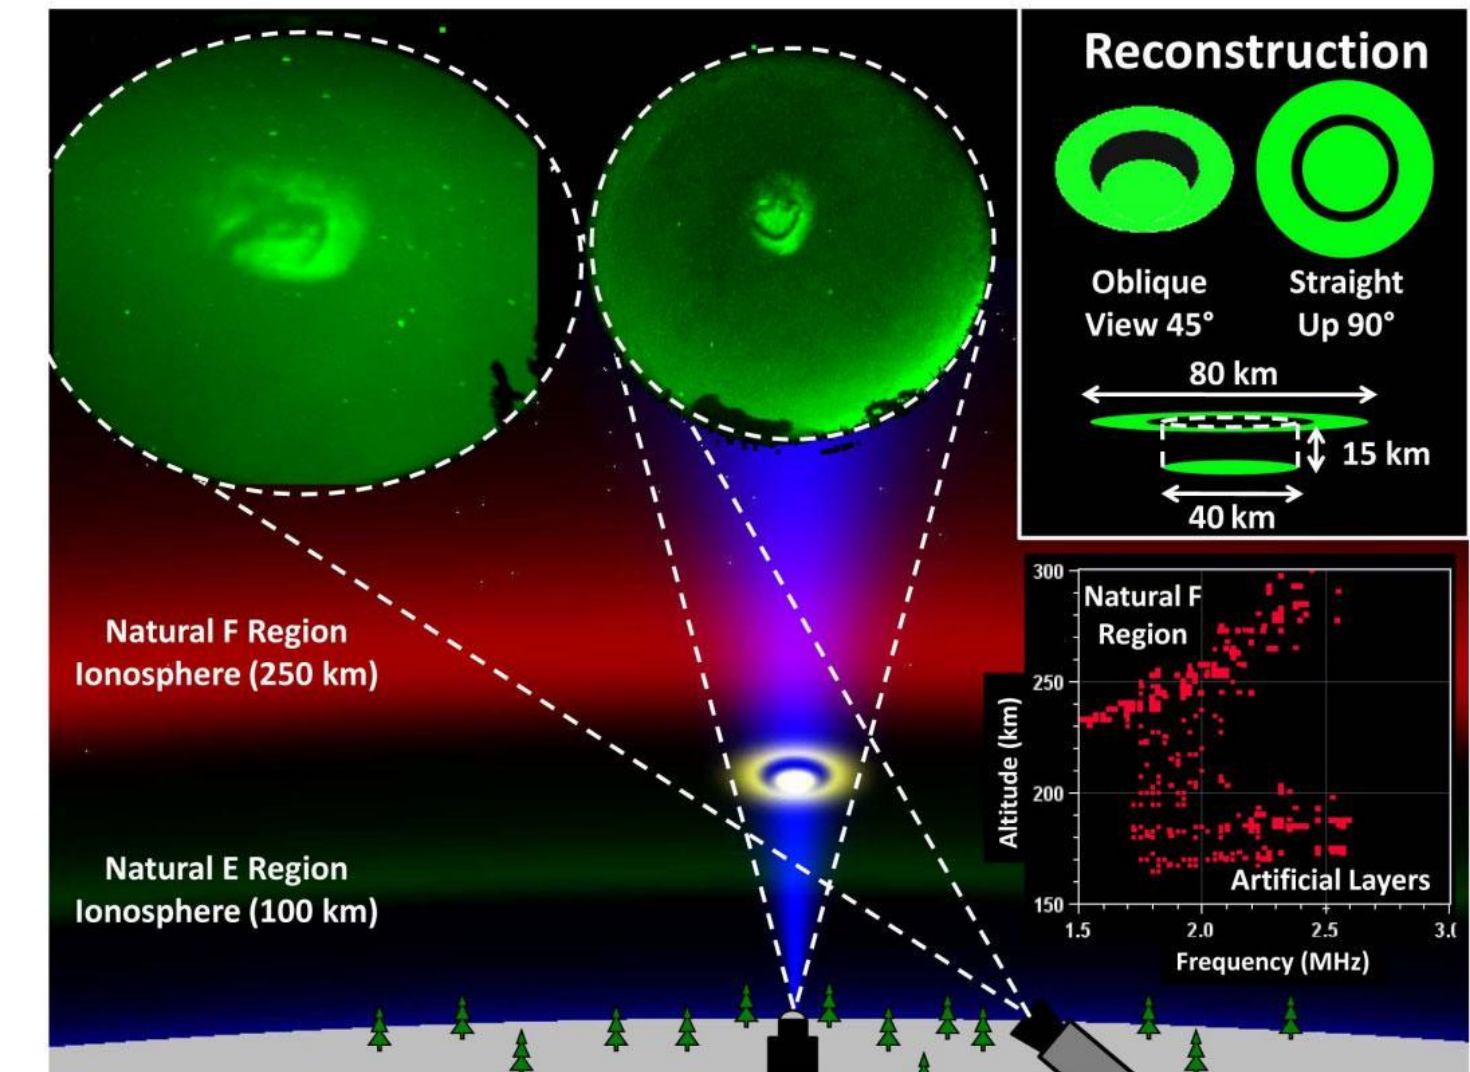 Reconstruction
Oblique
View 45°
Straight
Up 90°
80 km
15 km
40 km
Natural F Region
Ionosphere (250 km)
Natural E Region
Ionosphere (100 km)
300
250
200
150
Altitude (km)
Natural F
Region
Artificial Layers
1.5 2.0 2.5 3.0
Frequency (MHz)